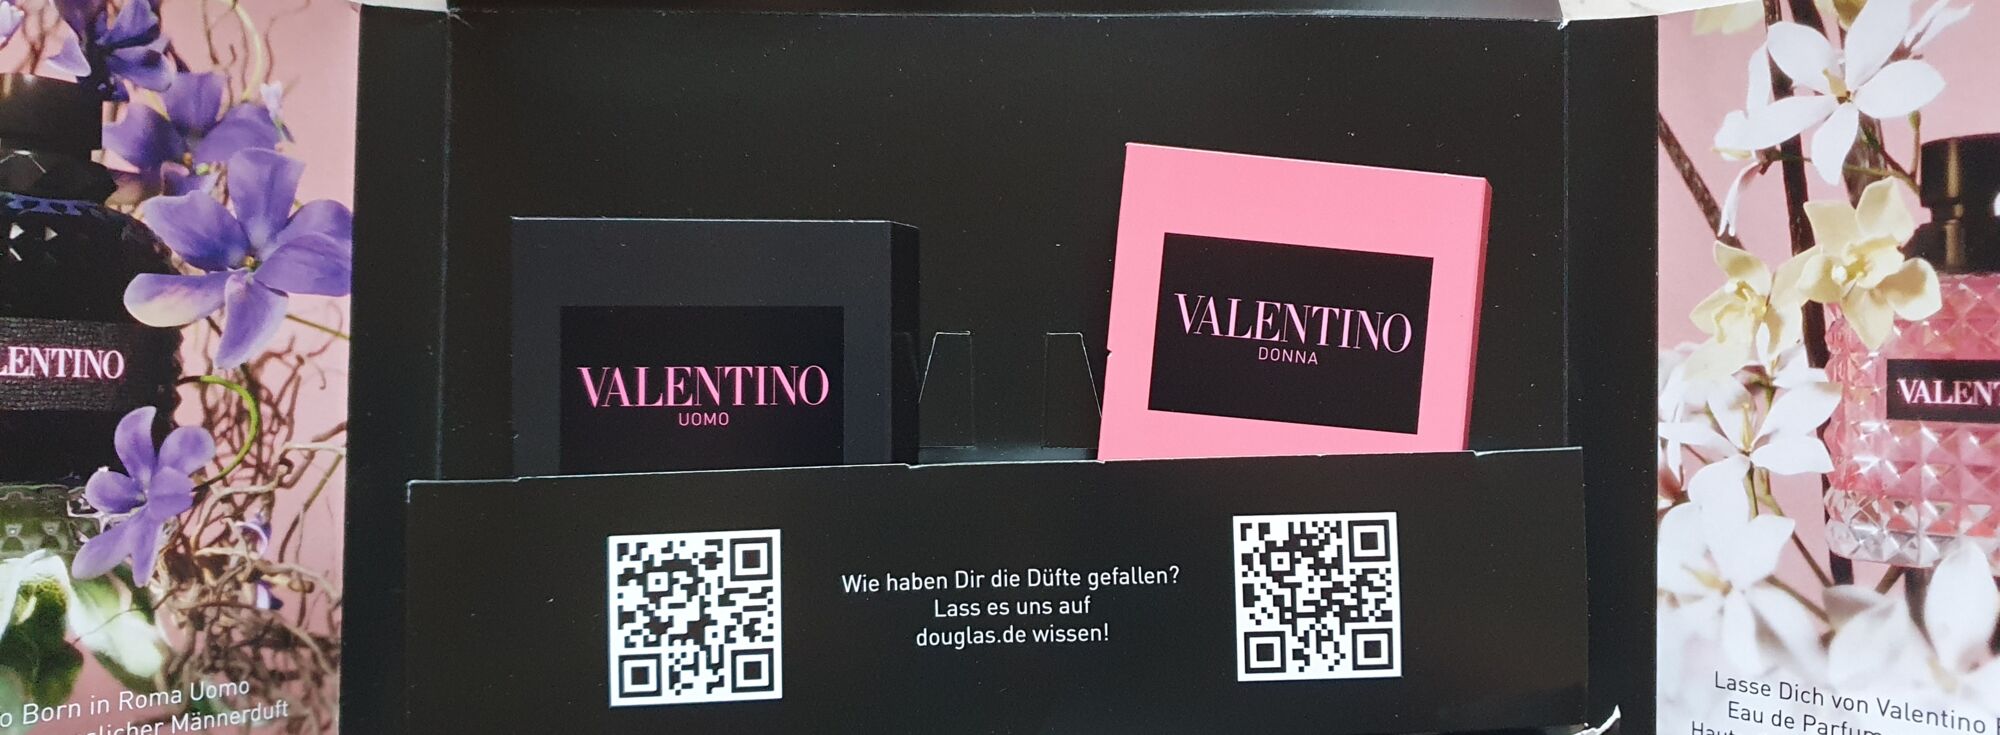 LENTINO
Born in Roma Uomo
Männerduft
VALENTINO
UOMO
VALENTINO
DONNA
Wie haben Dir die Düfte gefallen?
Lass es uns auf
douglas.de wissen!
VALENT
Lasse Dich von Valentino
Eau de Parfum